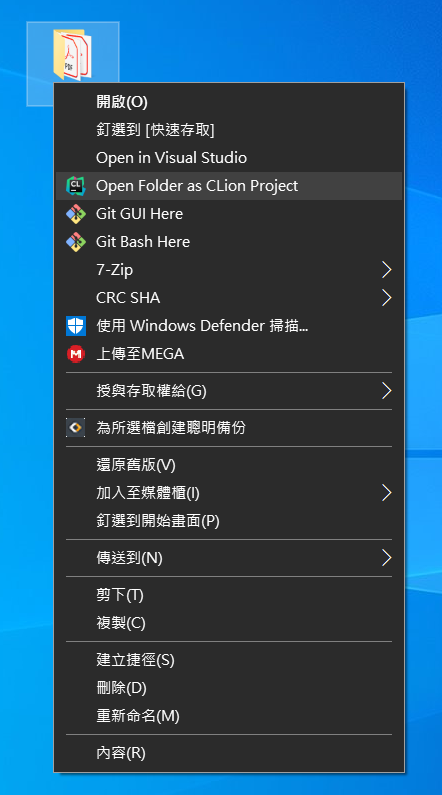 PDF
開啟(O)
釘選到 [快速存取]
Open in Visual Studio
CL
Open Folder as CLion Project
Git GUI Here
Git Bash Here
7-Zip
CRC SHA
使用 Windows Defender 掃描...
M
上傳至MEGA
授與存取權給(G)
為所選檔創建聰明備份
還原舊版(V)
加入至媒體櫃(I)
釘選到開始畫面(P)
傳送到(N)
剪下(T)
複製(C)
建立捷徑(S)
刪除(D)
重新命名(M)
內容(R)